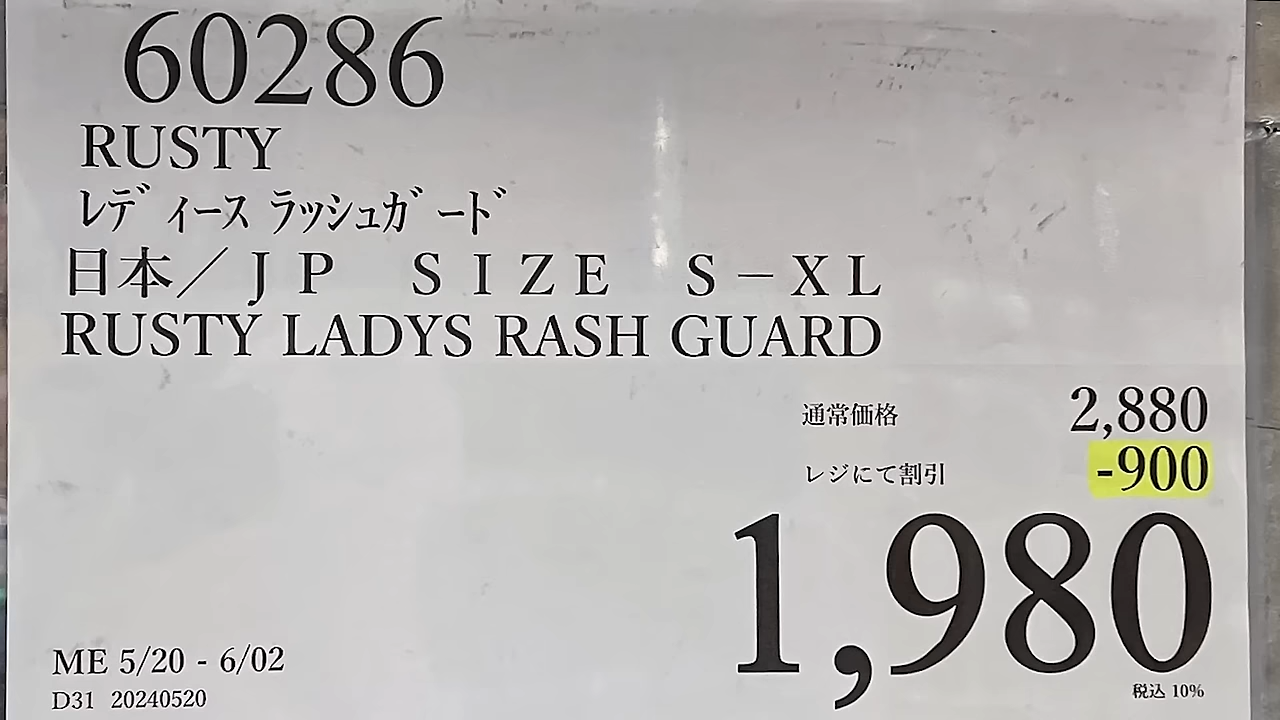 60286
RUSTY
ﾚﾃﾞｨｰｽ ﾗｯｼｭｶﾞｰﾄﾞ
日本／ＪＰ　ＳＩＺＥ　Ｓ－ＸＬ
RUSTY LADYS RASH GUARD
通常価格 2,880
レジにて割引 -900
1,980
税込 10%
ME 5/20 - 6/02
D31 20240520